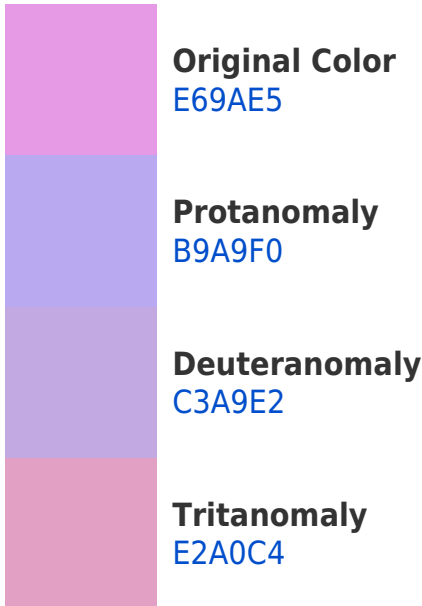 Original Color
E69AE5
Protanomaly
B9A9F0
Deuteranomaly
C3A9E2
Tritanomaly
E2A0C4